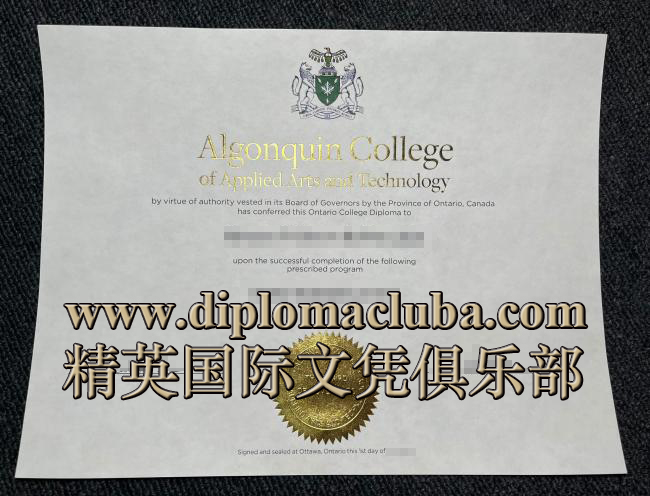 Algonquin College
of Applied Arts and Technology
by virtue of authority vested in its Board of Governors by the Province of Ontario, Canada
has conferred this Ontario College Diploma to
upon the successful completion of the following
prescribed program
www.diplomacluba.com
精英国际文凭俱乐部
Signed and sealed at Ottawa, Ontario this 1st day of